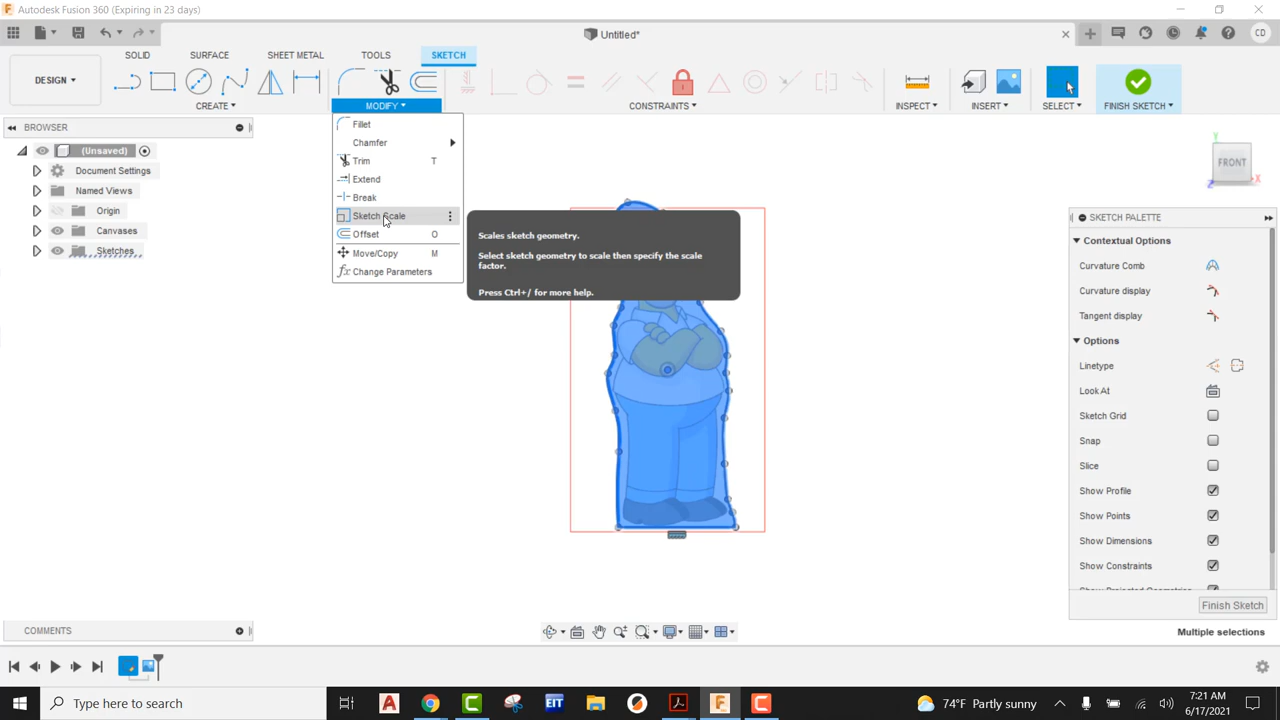 Autodesk Fusion 360 (Expiring in 23 days)
Untitled*
CD
DESIGN
SOLID
SURFACE
SHEET METAL
TOOLS
SKETCH
CREATE
MODIFY
CONSTRAINTS
INSPECT
INSERT
SELECT
FINISH SKETCH
BROWSER
(Unsaved)
Document Settings
Named Views
Origin
Canvases
Sketches
Fillet
Chamfer
Trim T
Extend
Break
Sketch Scale
Offset O
Move/Copy M
Change Parameters
Scales sketch geometry.
Select sketch geometry to scale then specify the scale
factor.
Press Ctrl+/ for more help.
FRONT
Y
X
Z
SKETCH PALETTE
Contextual Options
Curvature Comb
Curvature display
Tangent display
Options
Linetype
Look At
Sketch Grid
Snap
Slice
Show Profile
Show Points
Show Dimensions
Show Constraints
Show Projected Geometries
Finish Sketch
COMMENTS
Multiple selections
Type here to search
EIT
74°F Partly sunny
7:21 AM
6/17/2021